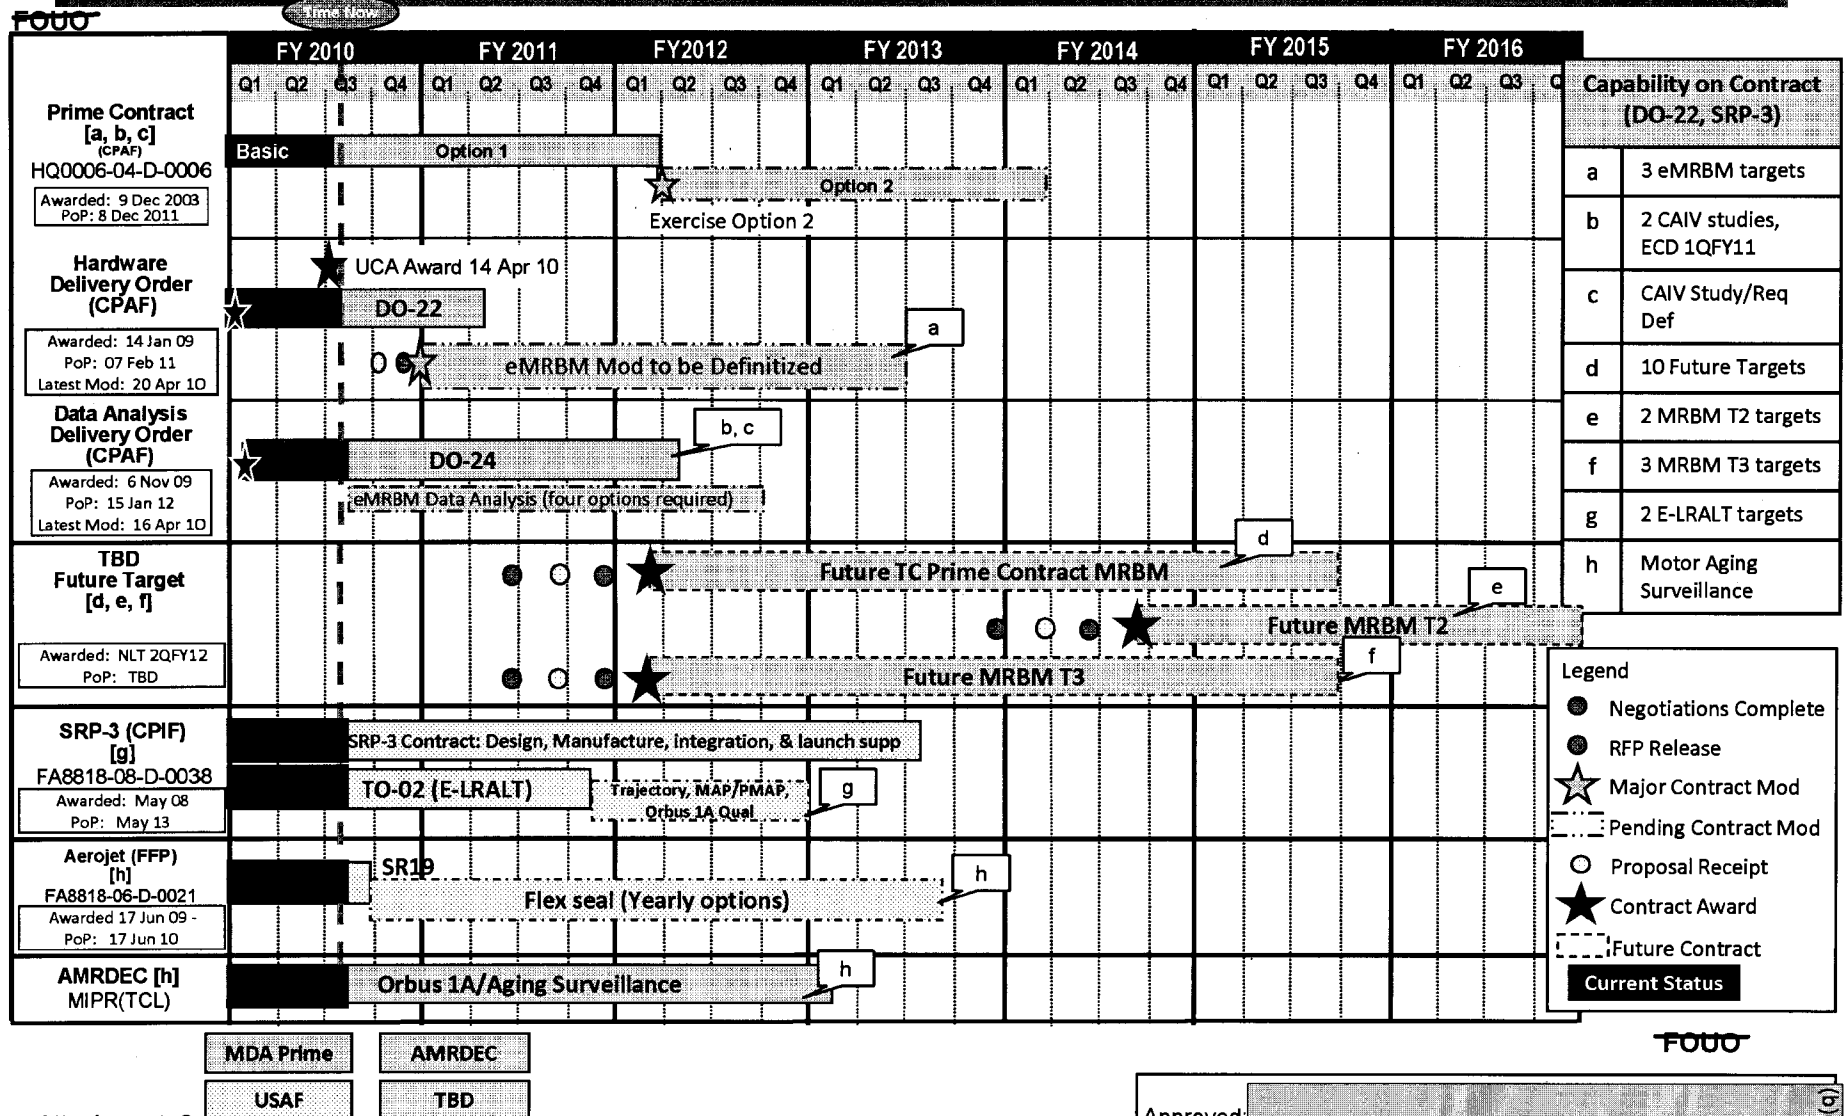 Time Now
FOUO
FY 2010 FY 2011 FY2012 FY 2013 FY 2014 FY 2015 FY 2016
Q1 Q2 Q3 Q4 Q1 Q2 Q3 Q4 Q1 Q2 Q3 Q4 Q1 Q2 Q3 Q4 Q1 Q2 Q3 Q4 Q1 Q2 Q3 Q4 Q1 Q2 Q3 Q
Prime Contract
[a, b, c]
(CPAF)
HQ0006-04-D-0006
Awarded: 9 Dec 2003
PoP: 8 Dec 2011
Basic
Option 1
Option 2
Exercise Option 2
Hardware
Delivery Order
(CPAF)
Awarded: 14 Jan 09
PoP: 07 Feb 11
Latest Mod: 20 Apr 10
UCA Award 14 Apr 10
DO-22
a
eMRBM Mod to be Definitized
Data Analysis
Delivery Order
(CPAF)
Awarded: 6 Nov 09
PoP: 15 Jan 12
Latest Mod: 16 Apr 10
b, c
DO-24
eMRBM Data Analysis (four options required)
TBD
Future Target
[d, e, f]
Awarded: NLT 2QFY12
PoP: TBD
d
Future TC Prime Contract MRBM
e
Future MRBM T2
f
Future MRBM T3
SRP-3 (CPIF)
[g]
FA8818-08-D-0038
Awarded: May 08
PoP: May 13
SRP-3 Contract: Design, Manufacture, integration, & launch supp
TO-02 (E-LRALT)
Trajectory, MAP/PMAP,
Orbus 1A Qual
g
Aerojet (FFP)
[h]
FA8818-06-D-0021
Awarded 17 Jun 09 -
PoP: 17 Jun 10
SR19
Flex seal (Yearly options)
h
AMRDEC [h]
MIPR(TCL)
Orbus 1A/Aging Surveillance
h
Capability on Contract
(DO-22, SRP-3)
a 3 eMRBM targets
b 2 CAIV studies,
ECD 1QFY11
c CAIV Study/Req
Def
d 10 Future Targets
e 2 MRBM T2 targets
f 3 MRBM T3 targets
g 2 E-LRALT targets
h Motor Aging
Surveillance
Legend
Negotiations Complete
RFP Release
Major Contract Mod
Pending Contract Mod
Proposal Receipt
Contract Award
Future Contract
Current Status
FOUO
MDA Prime AMRDEC
USAF TBD
Approved: